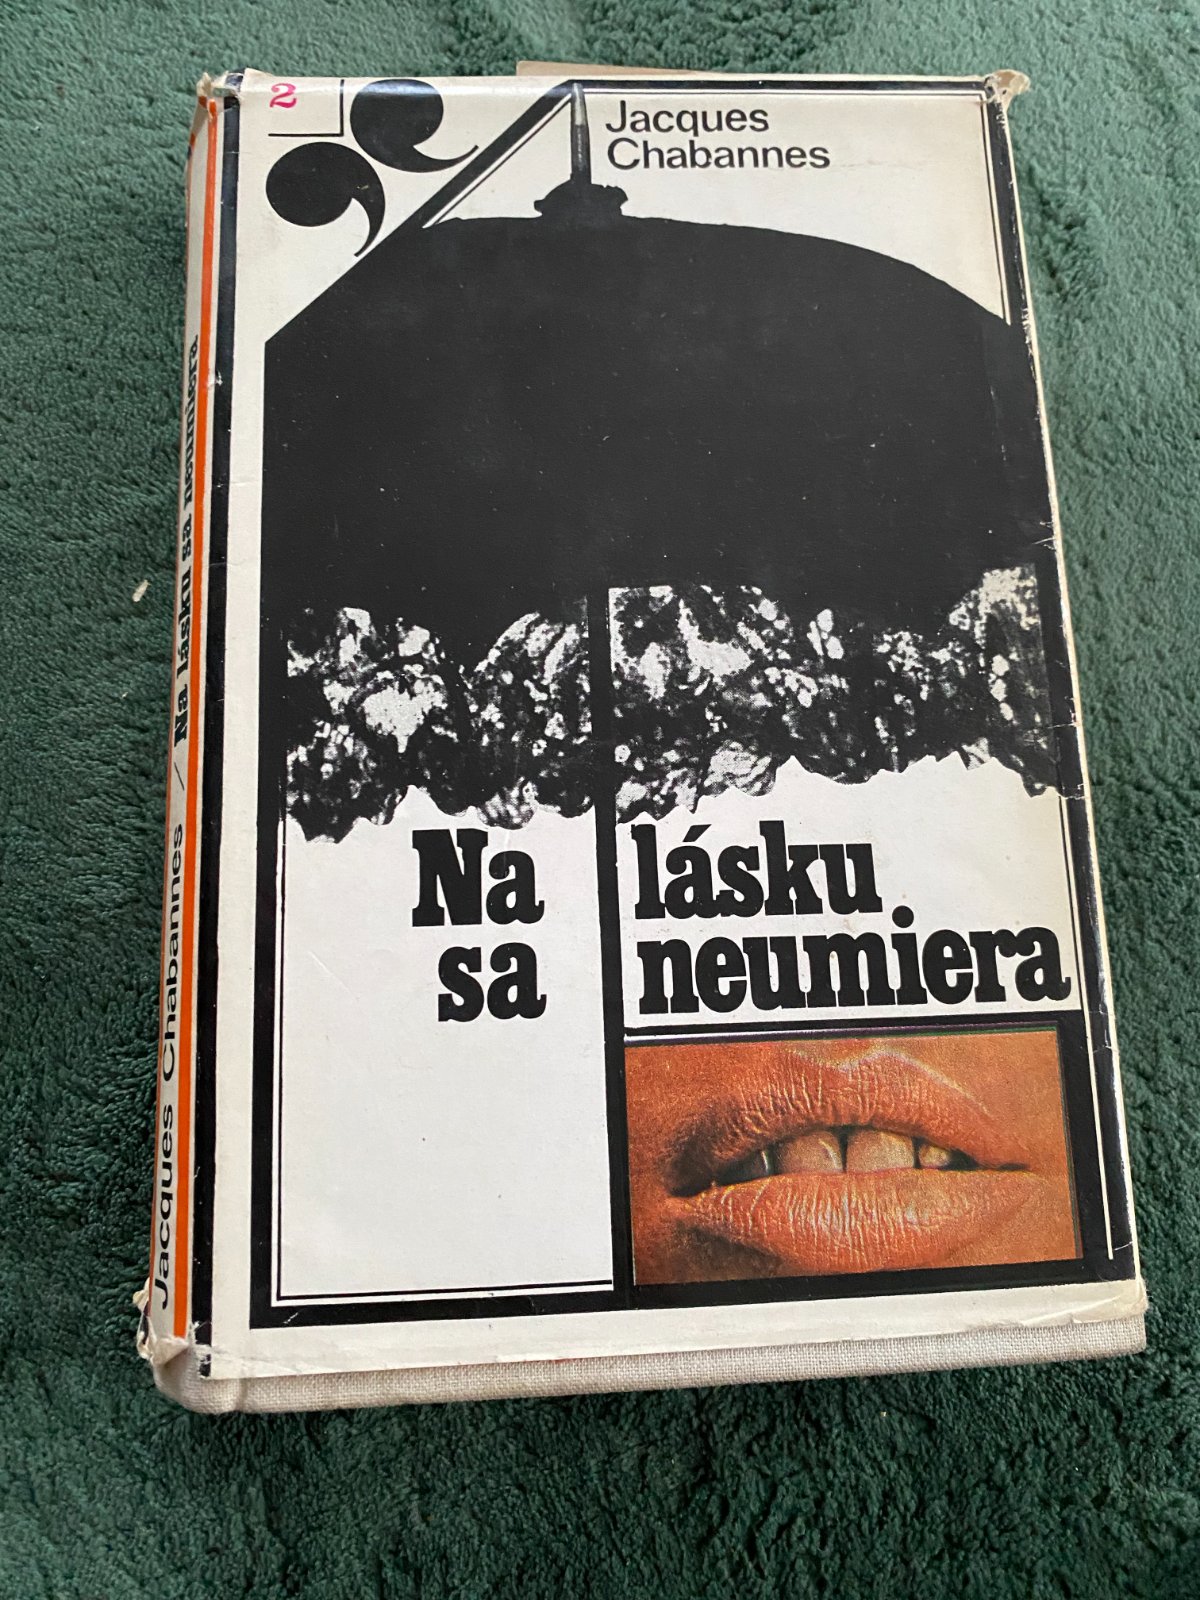 2
Jacques
Chabannes
Na lásku
sa neumiera
Jacques Chabannes / Na lásku sa neumiera